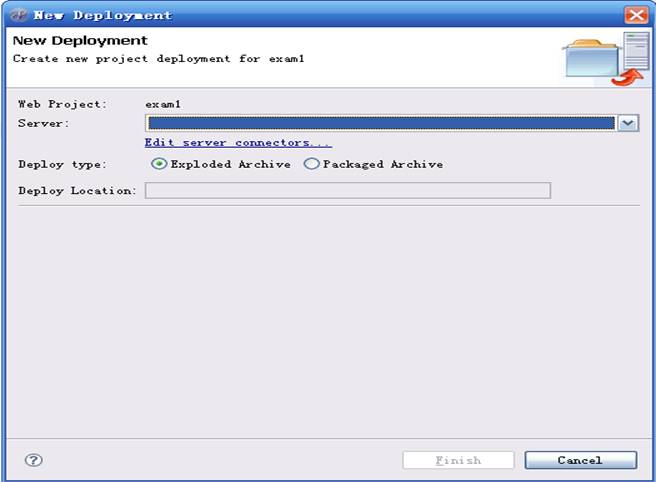 New Deployment
New Deployment
Create new project deployment for exam1
Web Project: exam1
Server:
Edit server connectors...
Deploy type: Exploded Archive Packaged Archive
Deploy Location:
? Finish Cancel